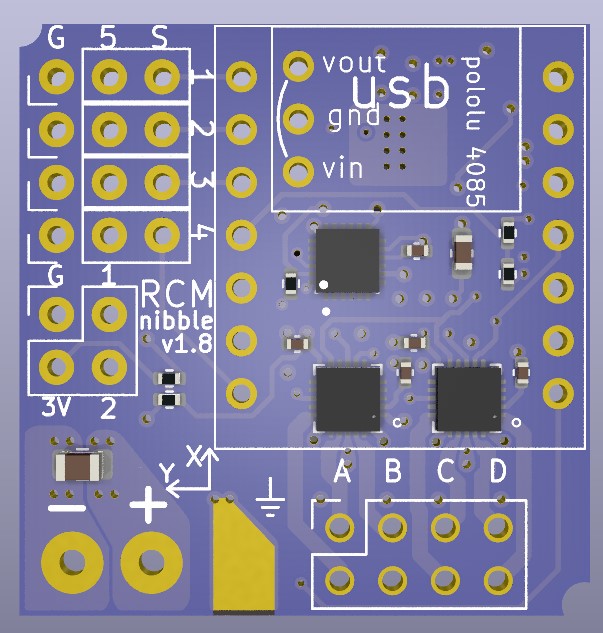 G 5 S
1
2
3
4
vout
gnd
vin
usb
pololu 4085
G 1
3V 2
RCM
nibble
v1.8
X
Y
− +
A B C D